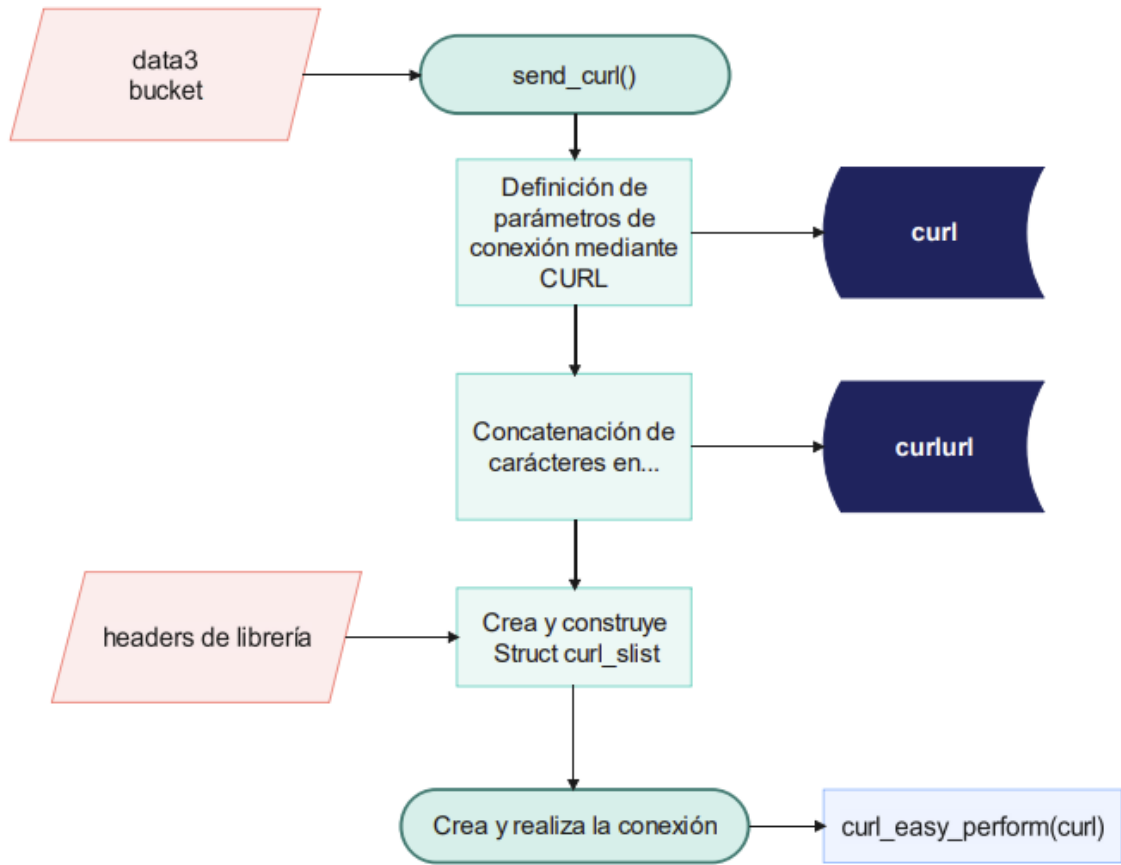 data3
bucket
send_curl()
Definición de
parámetros de
conexión mediante
CURL
curl
Concatenación de
carácteres en...
curlurl
headers de librería
Crea y construye
Struct curl_slist
Crea y realiza la conexión
curl_easy_perform(curl)